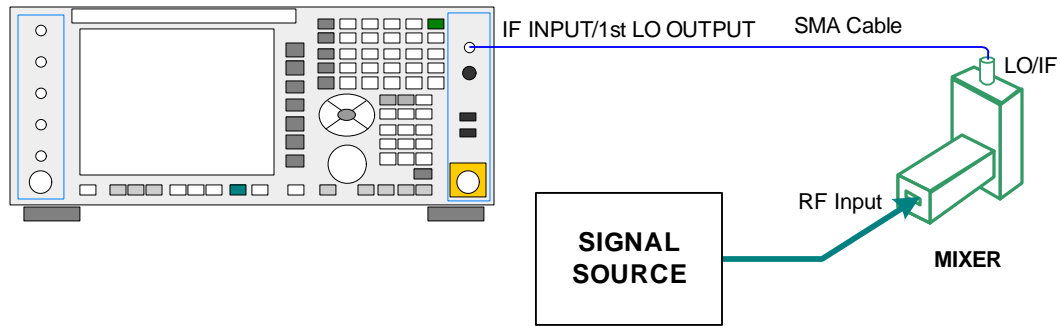 IF INPUT/1st LO OUTPUT
SMA Cable
LO/IF
RF Input
SIGNAL
SOURCE
MIXER